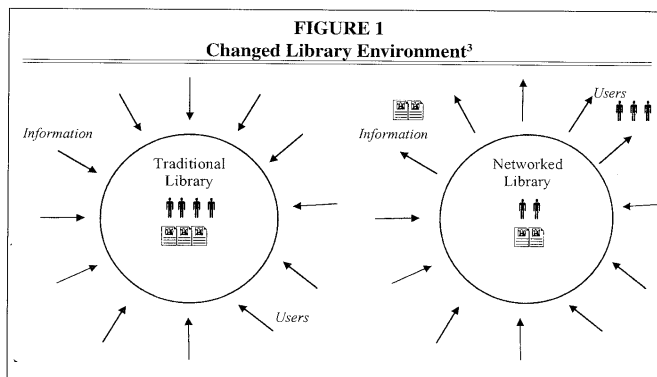 FIGURE 1
Changed Library Environment³
Information
Traditional
Library
Users
Users
Information
Networked
Library